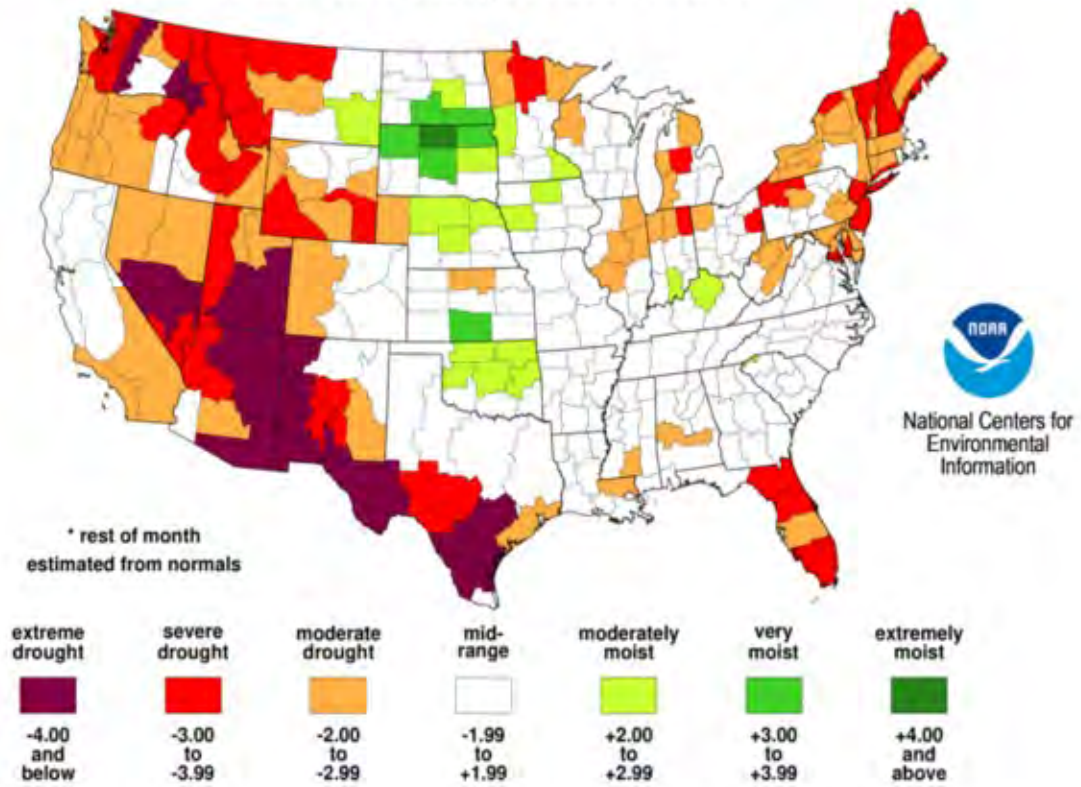 NOAA
National Centers for
Environmental
Information
* rest of month
estimated from normals
extreme
drought
severe
drought
moderate
drought
mid-
range
moderately
moist
very
moist
extremely
moist
-4.00
and
below
-3.00
to
-3.99
-2.00
to
-2.99
-1.99
to
+1.99
+2.00
to
+2.99
+3.00
to
+3.99
+4.00
and
above